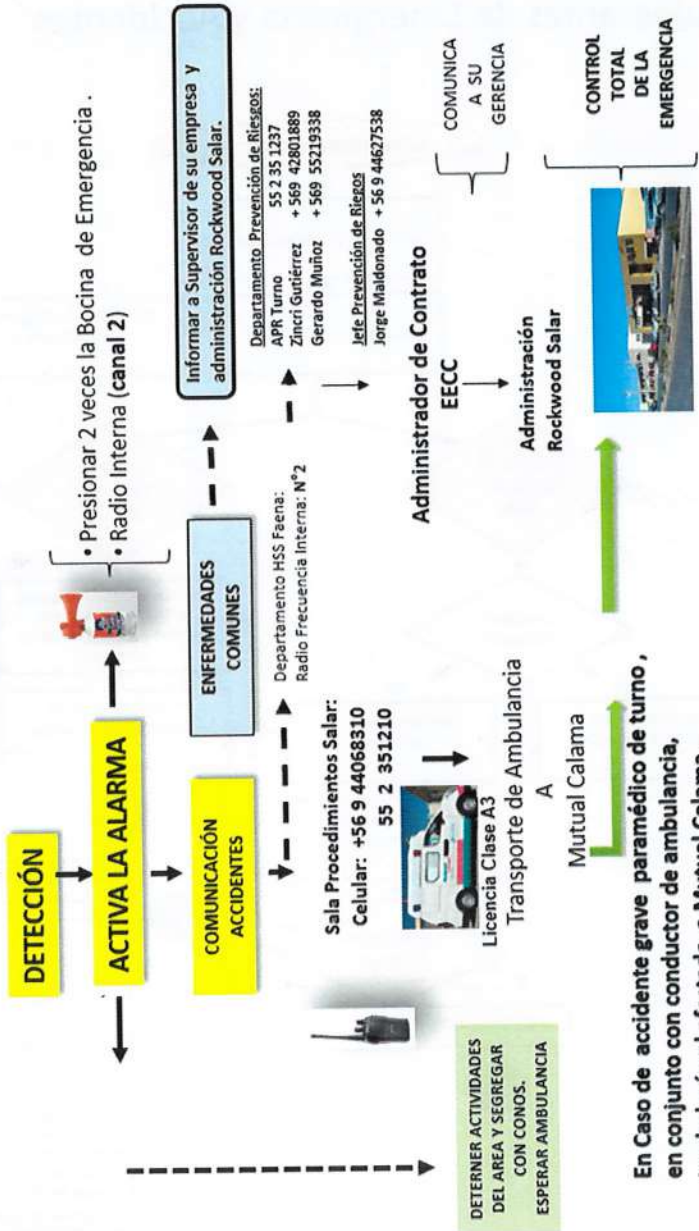 DETECCIÓN
ACTIVA LA ALARMA
• Presionar 2 veces la Bocina de Emergencia .
• Radio Interna (canal 2)
COMUNICACIÓN
ACCIDENTES
ENFERMEDADES
COMUNES
Informar a Supervisor de su empresa y
administración Rockwood Salar.
Departamento HSS Faena:
Radio Frecuencia Interna: N°2
Departamento Prevención de Riesgos:
APR Turno 55 2 35 1237
Zincri Gutiérrez + 569 42801889
Gerardo Muñoz + 569 55219338
Jefe Prevención de Riegos
Jorge Maldonado + 56 9 44627538
Sala Procedimientos Salar:
Celular: +56 9 44068310
55 2 351210
Licencia Clase A3
Transporte de Ambulancia
A
Mutual Calama
Administrador de Contrato
EECC
COMUNICA
A SU
GERENCIA
Administración
Rockwood Salar
CONTROL
TOTAL
DE LA
EMERGENCIA
DETERNER ACTIVIDADES
DEL AREA Y SEGREGAR
CON CONOS.
ESPERAR AMBULANCIA
En Caso de accidente grave paramédico de turno ,
en conjunto con conductor de ambulancia,
a Mutual Calama